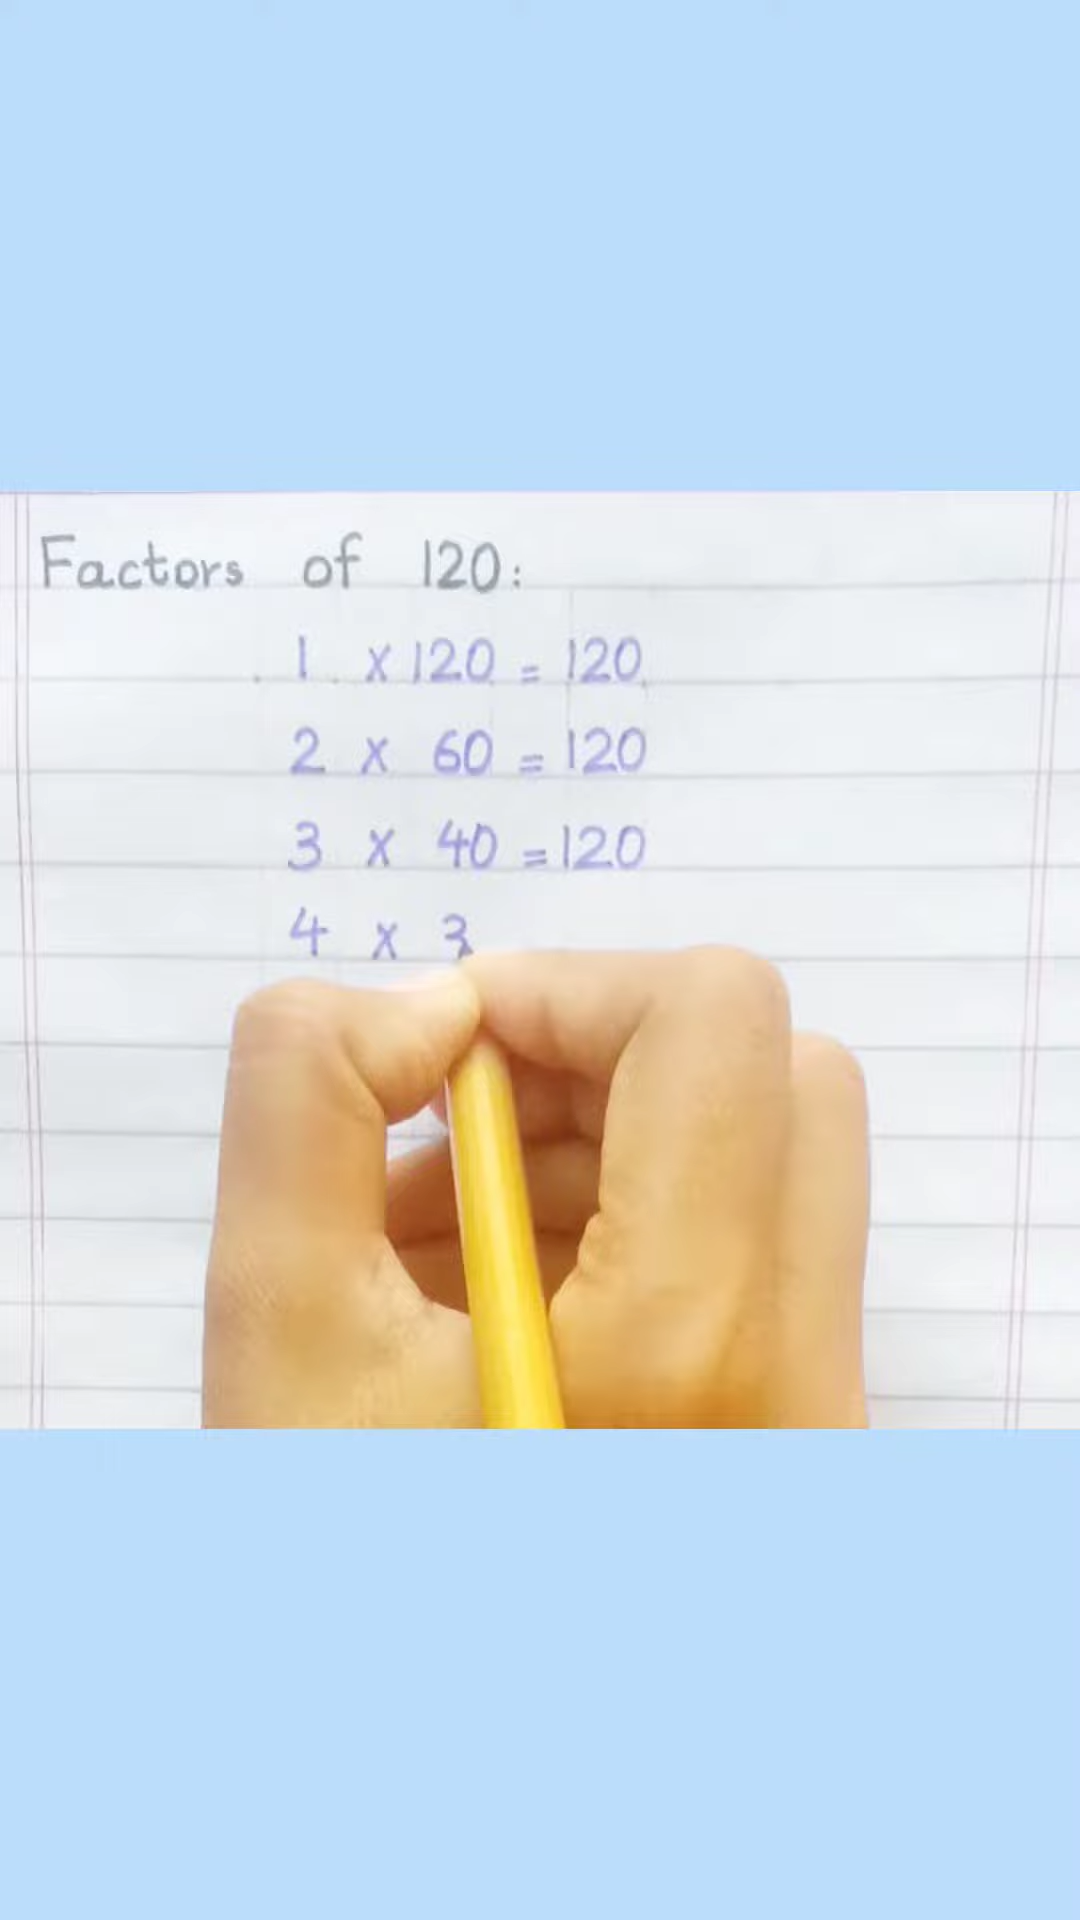 Factors of 120:
1 x 120 = 120
2 x 60 = 120
3 x 40 = 120
4 x 3